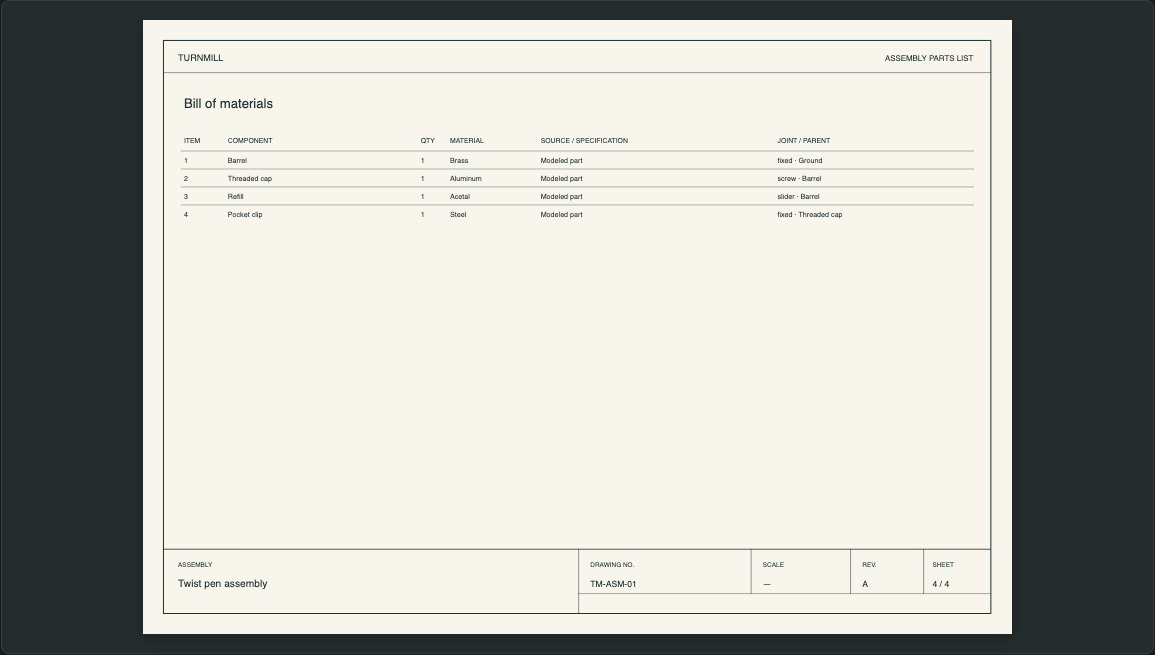 TURNMILL ASSEMBLY PARTS LIST
Bill of materials
ITEM COMPONENT QTY MATERIAL SOURCE / SPECIFICATION JOINT / PARENT
1 Barrel 1 Brass Modeled part fixed · Ground
2 Threaded cap 1 Aluminum Modeled part screw · Barrel
3 Refill 1 Acetal Modeled part slider · Barrel
4 Pocket clip 1 Steel Modeled part fixed · Threaded cap
ASSEMBLY DRAWING NO. SCALE REV. SHEET
Twist pen assembly TM-ASM-01 — A 4 / 4